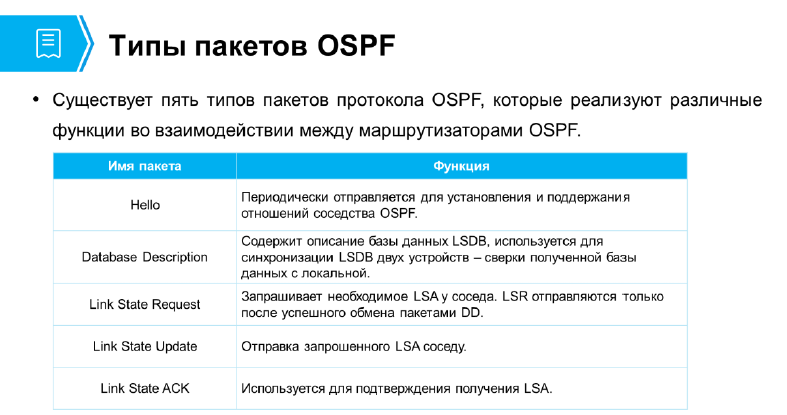 Типы пакетов OSPF
• Существует пять типов пакетов протокола OSPF, которые реализуют различные
функции во взаимодействии между маршрутизаторами OSPF.
Имя пакета
Функция
Hello
Периодически отправляется для установления и поддержания
отношений соседства OSPF.
Database Description
Содержит описание базы данных LSDB, используется для
синхронизации LSDB двух устройств – сверки полученной базы
данных с локальной.
Link State Request
Запрашивает необходимое LSA у соседа. LSR отправляются только
после успешного обмена пакетами DD.
Link State Update
Отправка запрошенного LSA соседу.
Link State ACK
Используется для подтверждения получения LSA.